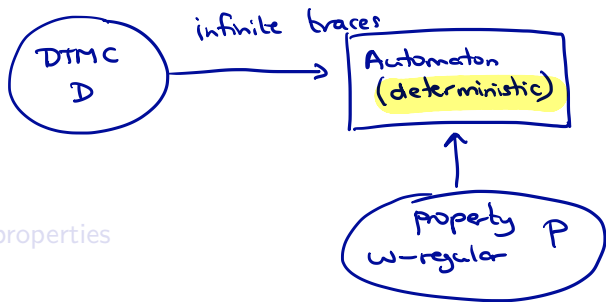 infinite traces
DTMC
D
Automaton
(deterministic)
property P
ω-regular
properties